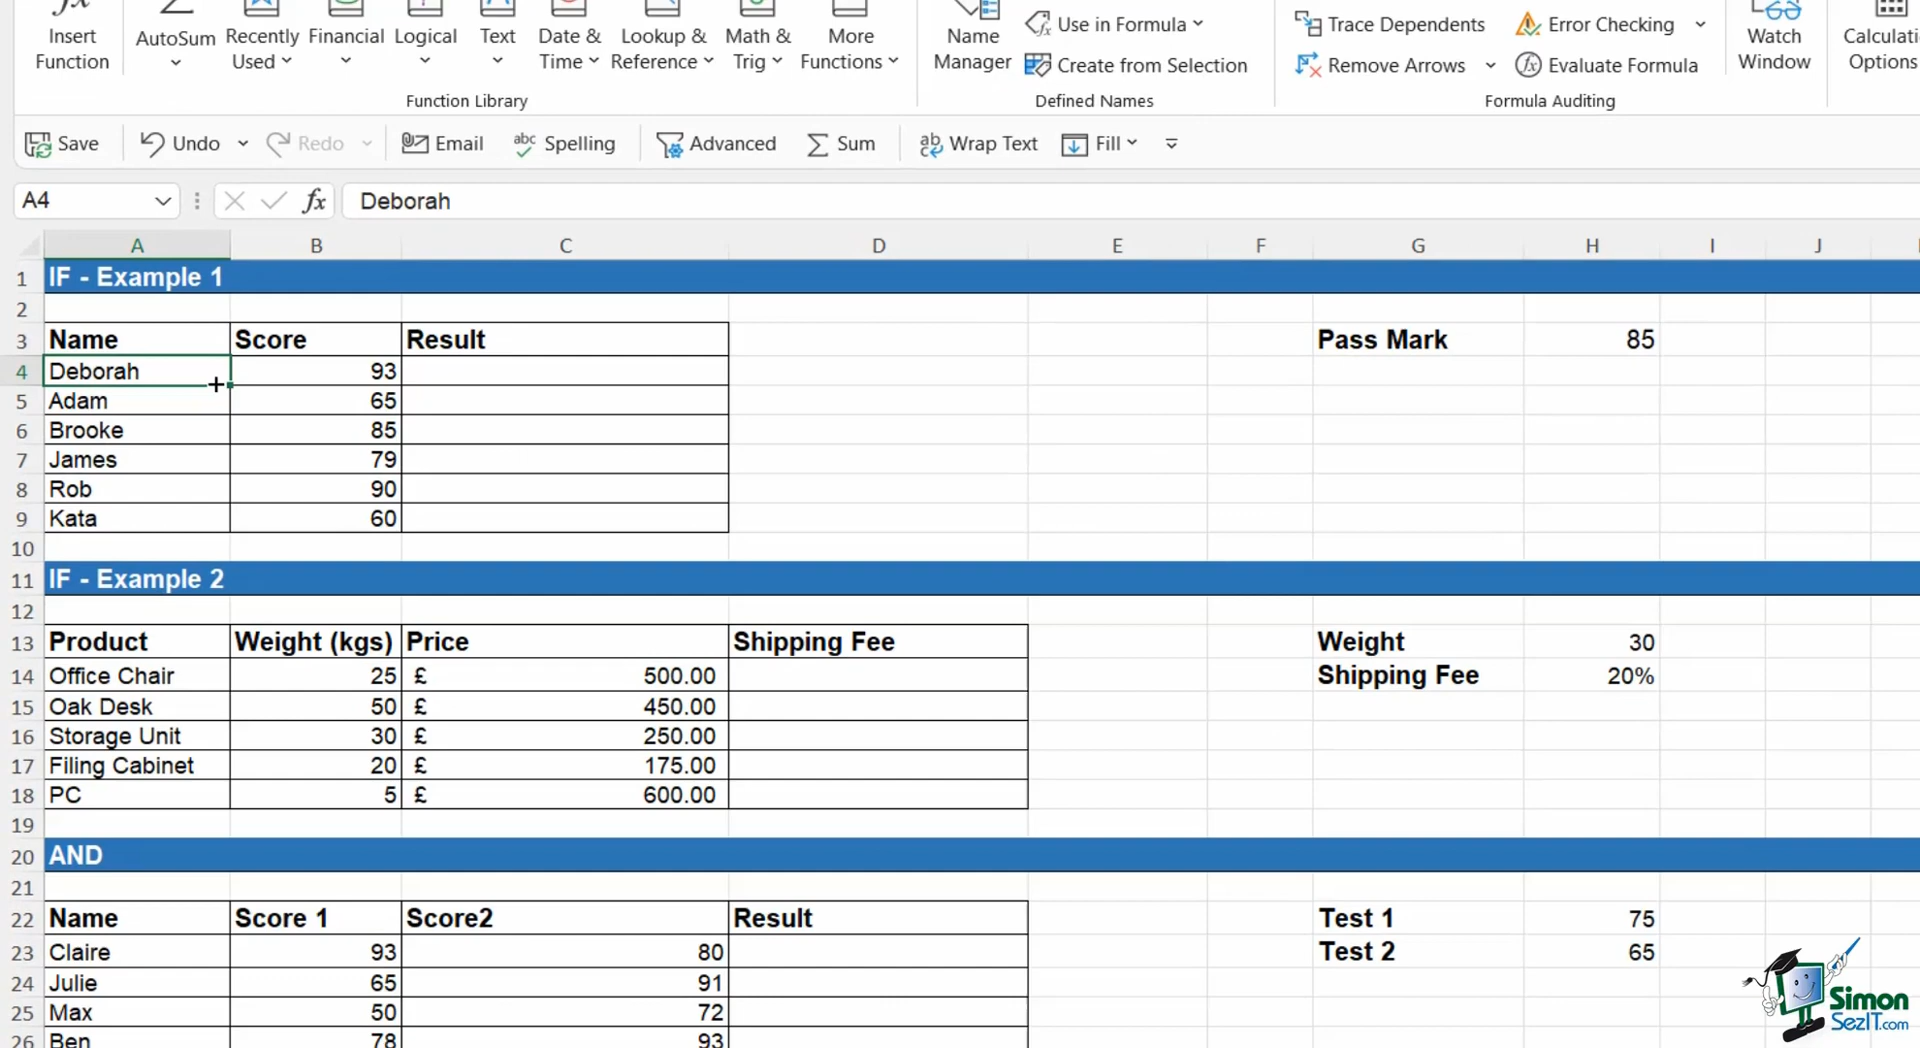 Insert Function
AutoSum
Recently Used
Financial
Logical
Text
Date & Time
Lookup & Reference
Math & Trig
More Functions
Function Library
Name Manager
Use in Formula
Create from Selection
Defined Names
Trace Dependents
Remove Arrows
Error Checking
Evaluate Formula
Formula Auditing
Watch Window
Options
Save Undo Redo Email abc Spelling Advanced Sum ab Wrap Text Fill
A4 fx Deborah
A B C D E F G H I J
1 IF - Example 1
2
3 Name Score Result Pass Mark 85
4 Deborah 93
5 Adam 65
6 Brooke 85
7 James 79
8 Rob 90
9 Kata 60
10
11 IF - Example 2
12
13 Product Weight (kgs) Price Shipping Fee Weight 30
14 Office Chair 25 £ 500.00 Shipping Fee 20%
15 Oak Desk 50 £ 450.00
16 Storage Unit 30 £ 250.00
17 Filing Cabinet 20 £ 175.00
18 PC 5 £ 600.00
19
20 AND
21
22 Name Score 1 Score2 Result Test 1 75
23 Claire 93 80 Test 2 65
24 Julie 65 91
25 Max 50 72
26 Ben 78 93
Simon
SezIT.com